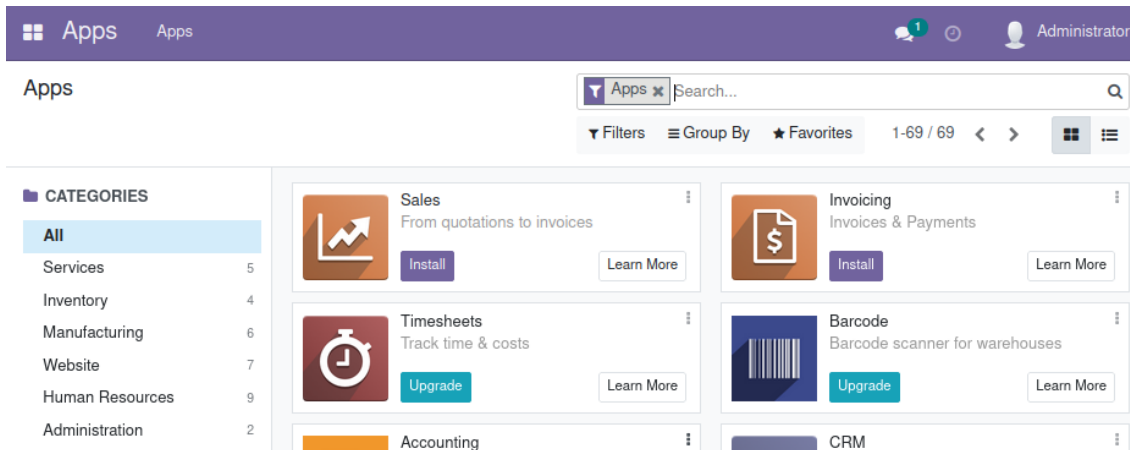 Apps Apps 1 Administrator
Apps
Apps Search...
Filters Group By Favorites 1-69 / 69
CATEGORIES
All
Services 5
Inventory 4
Manufacturing 6
Website 7
Human Resources 9
Administration 2
Sales
From quotations to invoices
Install Learn More
Invoicing
Invoices & Payments
Install Learn More
Timesheets
Track time & costs
Upgrade Learn More
Barcode
Barcode scanner for warehouses
Upgrade Learn More
Accounting
CRM